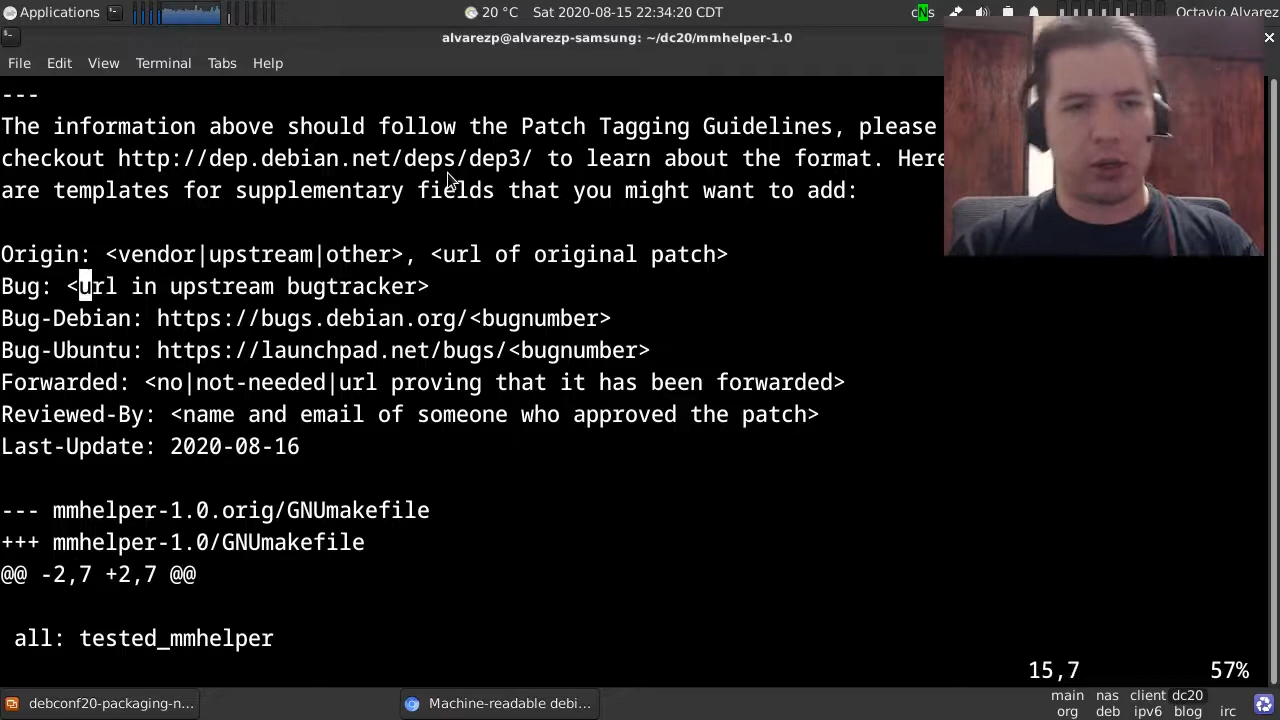 Applications
20 °C Sat 2020-08-15 22:34:20 CDT
Octavio Alvarez
alvarezp@alvarezp-samsung: ~/dc20/mmhelper-1.0
File Edit View Terminal Tabs Help
---
The information above should follow the Patch Tagging Guidelines, please
checkout http://dep.debian.net/deps/dep3/ to learn about the format. Here
are templates for supplementary fields that you might want to add:
Origin: <vendor|upstream|other>, <url of original patch>
Bug: <url in upstream bugtracker>
Bug-Debian: https://bugs.debian.org/<bugnumber>
Bug-Ubuntu: https://launchpad.net/bugs/<bugnumber>
Forwarded: <no|not-needed|url proving that it has been forwarded>
Reviewed-By: <name and email of someone who approved the patch>
Last-Update: 2020-08-16
--- mmhelper-1.0.orig/GNUmakefile
+++ mmhelper-1.0/GNUmakefile
@@ -2,7 +2,7 @@
all: tested_mmhelper
15,7 57%
debconf20-packaging-n...
Machine-readable debi...
main nas client dc20
org deb ipv6 blog irc